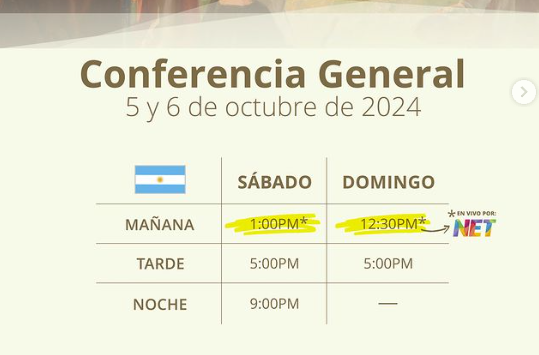 Conferencia General
5 y 6 de octubre de 2024
SÁBADO DOMINGO
MAÑANA 1:00PM* 12:30PM*
* EN VIVO POR:
NET
TARDE 5:00PM 5:00PM
NOCHE 9:00PM —